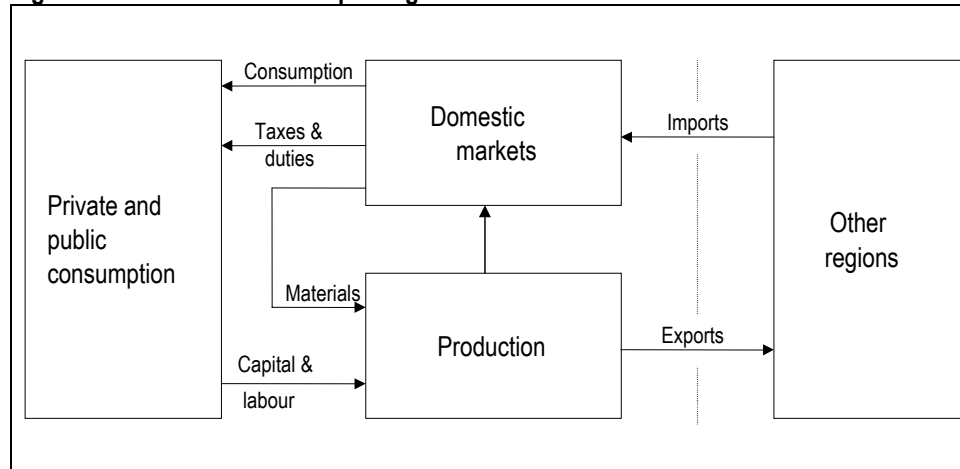 Consumption
Taxes &
duties
Domestic
markets
Imports
Private and
public
consumption
Other
regions
Materials
Production
Exports
Capital &
labour